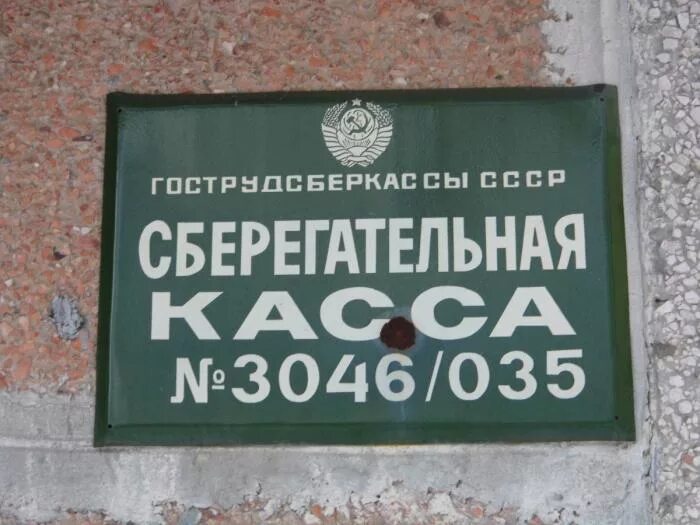 ГОСТРУДСБЕРКАССЫ СССР
СБЕРЕГАТЕЛЬНАЯ
КАССА
№3046/035